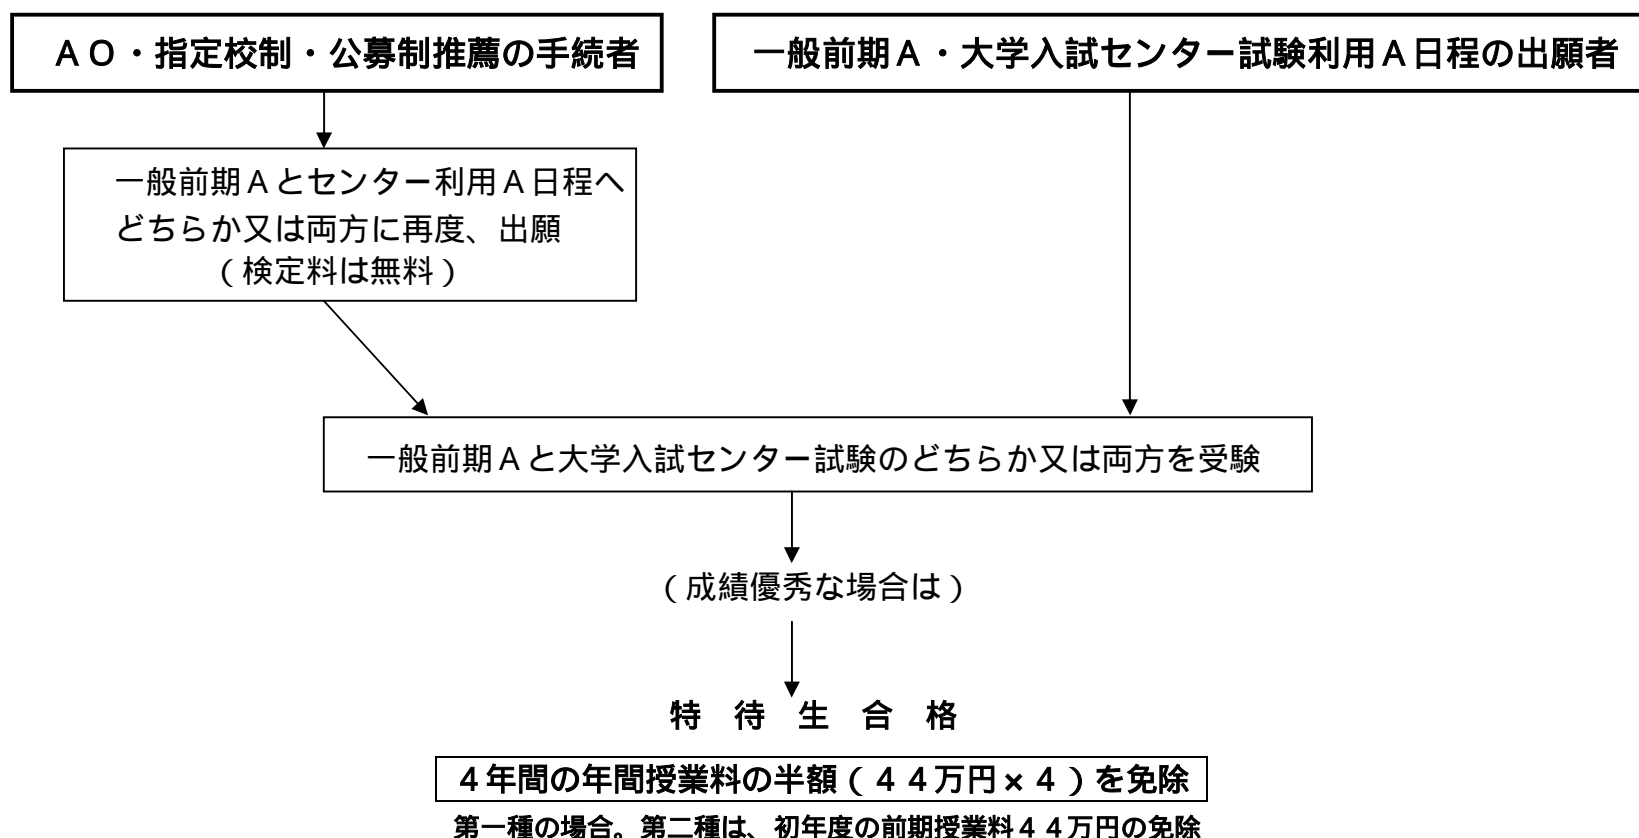 ＡＯ・指定校制・公募制推薦の手続者
一般前期Ａ・大学入試センター試験利用Ａ日程の出願者
一般前期Ａとセンター利用Ａ日程へ
どちらか又は両方に再度、出願
（検定料は無料）
一般前期Ａと大学入試センター試験のどちらか又は両方を受験
（成績優秀な場合は）
特　待　生　合　格
４年間の年間授業料の半額（４４万円×４）を免除
第一種の場合。第二種は、初年度の前期授業料４４万円の免除